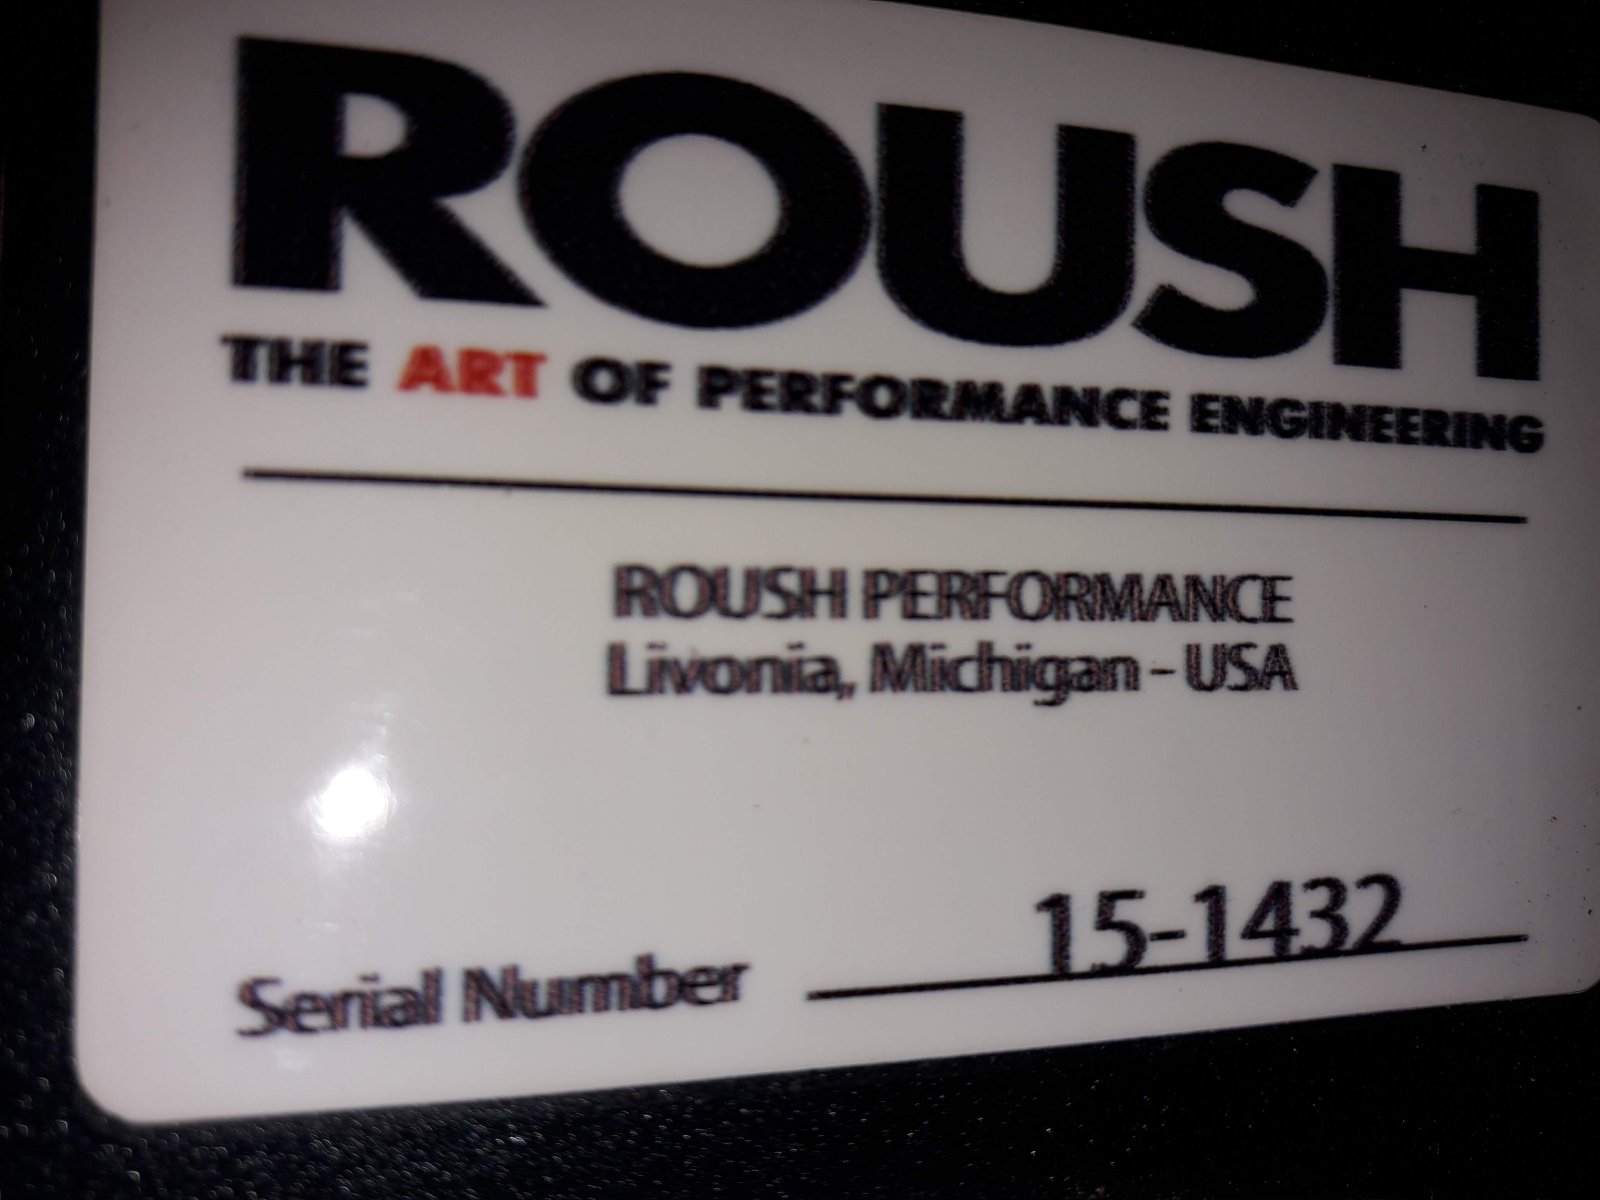 ROUSH
THE ART OF PERFORMANCE ENGINEERING
ROUSH PERFORMANCE
Livonia, Michigan - USA
Serial Number 15-1432